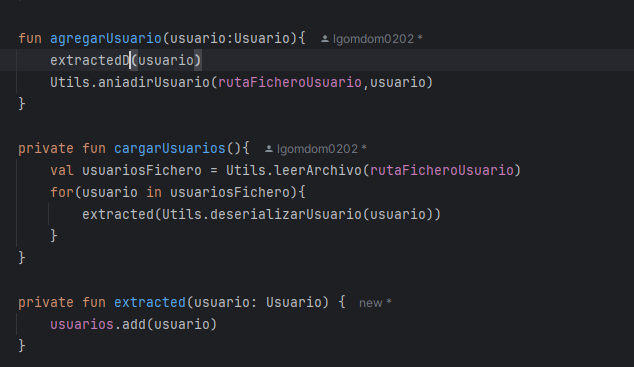 fun agregarUsuario(usuario:Usuario){ lgomdom0202 *
extractedD(usuario)
Utils.aniadirUsuario(rutaFicheroUsuario,usuario)
}
private fun cargarUsuarios(){ lgomdom0202 *
val usuariosFichero = Utils.leerArchivo(rutaFicheroUsuario)
for(usuario in usuariosFichero){
extracted(Utils.deserializarUsuario(usuario))
}
}
private fun extracted(usuario: Usuario) { new *
usuarios.add(usuario)
}